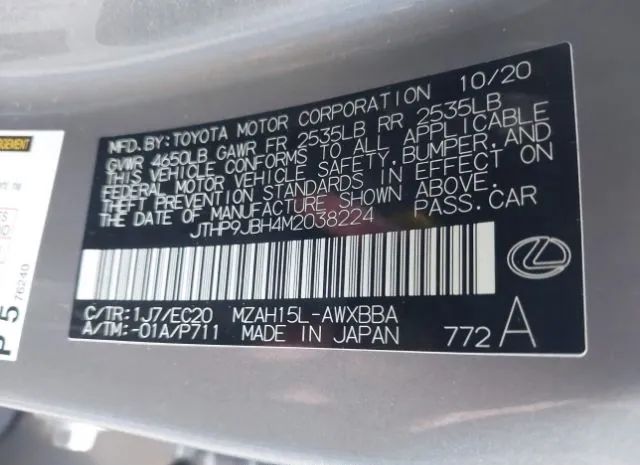 MFD. BY: TOYOTA MOTOR CORPORATION 10/20
GVWR 4650LB GAWR FR 2535LB RR 2535LB
THIS VEHICLE CONFORMS TO ALL APPLICABLE
FEDERAL MOTOR VEHICLE SAFETY, BUMPER, AND
THEFT PREVENTION STANDARDS IN EFFECT ON
THE DATE OF MANUFACTURE SHOWN ABOVE.
JTHP9JBH4M2038224 PASS. CAR
C/TR: 1J7/EC20 MZAH15L-AWXBBA
A/TM: -01A/P711 MADE IN JAPAN 772 A
P 5
76240